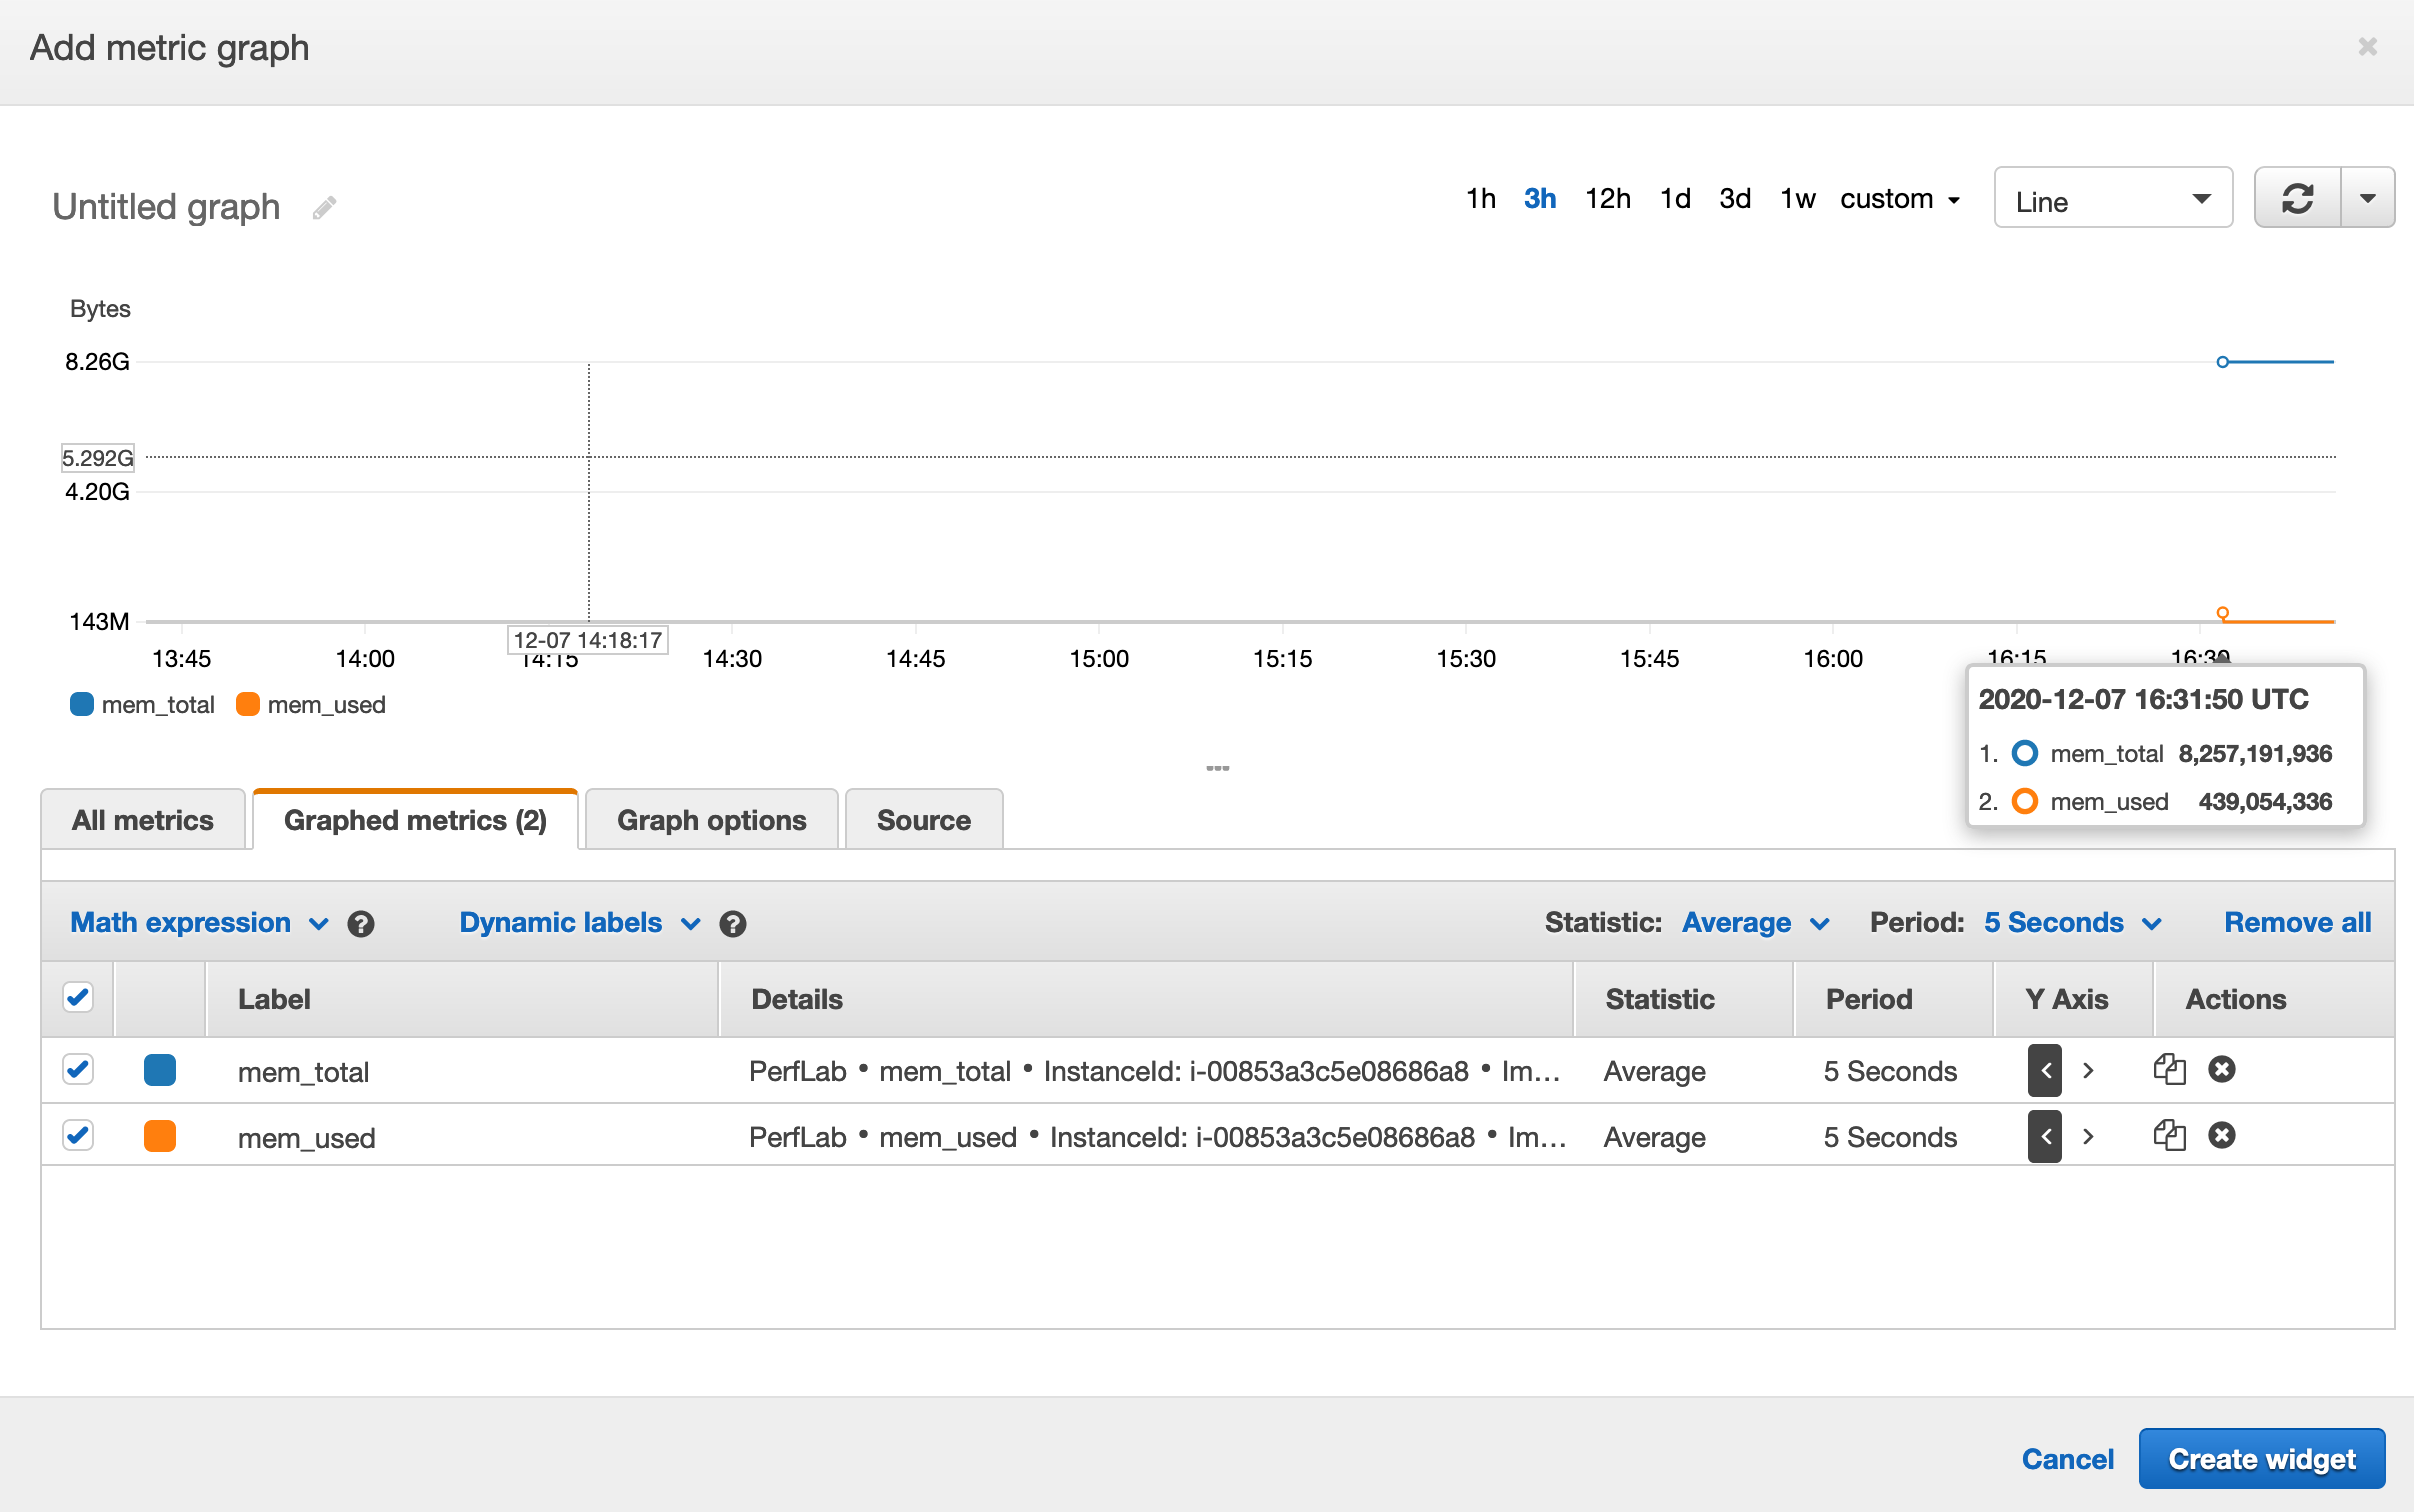 Add metric graph
Untitled graph
1h 3h 12h 1d 3d 1w custom Line
Bytes
8.26G
5.292G
4.20G
143M
12-07 14:18:17
13:45 14:00 14:15 14:30 14:45 15:00 15:15 15:30 15:45 16:00 16:15 16:30
mem_total mem_used
2020-12-07 16:31:50 UTC
1. mem_total 8,257,191,936
2. mem_used 439,054,336
All metrics Graphed metrics (2) Graph options Source
Math expression ? Dynamic labels ? Statistic: Average Period: 5 Seconds Remove all
Label Details Statistic Period Y Axis Actions
mem_total PerfLab • mem_total • InstanceId: i-00853a3c5e08686a8 • Im... Average 5 Seconds < >
mem_used PerfLab • mem_used • InstanceId: i-00853a3c5e08686a8 • Im... Average 5 Seconds < >
Cancel Create widget